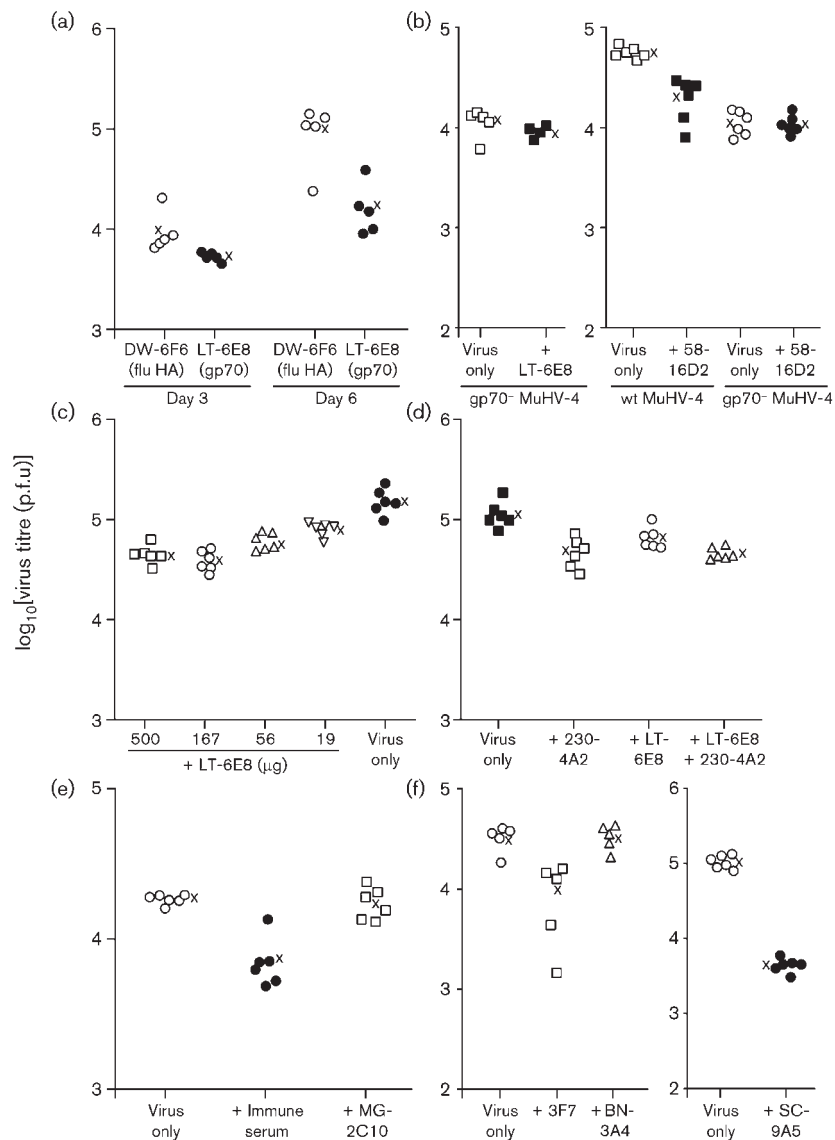 (a)
6
5
4
3
DW-6F6 LT-6E8 DW-6F6 LT-6E8
(flu HA) (gp70) (flu HA) (gp70)
Day 3 Day 6
(b)
5
4
3
2
Virus only
+ LT-6E8
gp70⁻ MuHV-4
5
4
3
2
Virus only
+ 58-16D2
Virus only
+ 58-16D2
wt MuHV-4 gp70⁻ MuHV-4
log₁₀[virus titre (p.f.u)]
(c)
6
5
4
3
500 167 56 19 Virus
+ LT-6E8 (μg) only
(d)
6
5
4
3
Virus + 230- + LT- + LT-6E8
only 4A2 6E8 + 230-4A2
(e)
5
4
3
Virus + Immune + MG-
only serum 2C10
(f)
5
4
3
2
Virus + 3F7 + BN-
only 3A4
6
5
4
3
2
Virus + SC-
only 9A5